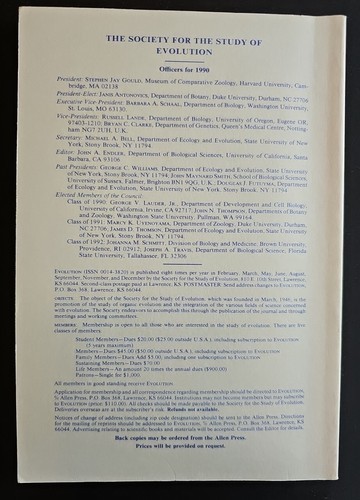 THE SOCIETY FOR THE STUDY OF
EVOLUTION
Officers for 1990
President: STEPHEN JAY GOULD, Museum of Comparative Zoology, Harvard University, Cam-
bridge, MA 02138
President-Elect: JANIS ANTONOVICS, Department of Botany, Duke University, Durham, NC 27706
Executive Vice-President: BARBARA A. SCHAAL, Department of Biology, Washington University,
St. Louis, MO 63130
Vice-Presidents: RUSSELL LANDE, Department of Biology, University of Oregon, Eugene OR,
97403-1210; BRYAN C. CLARKE, Department of Genetics, Queen's Medical Centre, Notting-
ham NG7 2UH, U.K.
Secretary: MICHAEL A. BELL, Department of Ecology and Evolution, State University of New
York, Stony Brook, NY 11794
Editor: JOHN A. ENDLER, Department of Biological Sciences, University of California, Santa
Barbara, CA 93106
Past Presidents: GEORGE C. WILLIAMS, Department of Ecology and Evolution, State University
of New York, Stony Brook, NY 11794; JOHN MAYNARD SMITH, School of Biological Sciences,
University of Sussex, Falmer, Brighton BN1 9QG, U.K.; DOUGLAS J. FUTUYMA, Department
of Ecology and Evolution, State University of New York, Stony Brook, NY 11794
Elected Members of the Council:
Class of 1990: GEORGE V. LAUDER, JR., Department of Development and Cell Biology,
University of California, Irvine, CA 92717; JOHN N. THOMPSON, Departments of Botany
and Zoology, Washington State University, Pullman, WA 99164
Class of 1991: MARCY K. UYENOYAMA, Department of Zoology, Duke University, Durham,
NC 27706; JAMES D. THOMSON, Department of Ecology and Evolution, State University of
New York, Stony Brook, NY 11794
Class of 1992: JOHANNA M. SCHMITT, Division of Biology and Medicine, Brown University,
Providence, RI 02912; JOSEPH A. TRAVIS, Department of Biological Science, Florida
State University, Tallahassee, FL 32306
EVOLUTION (ISSN 0014-3820) is published eight times per year in February, March, May, June, August,
September, November, and December by the Society for the Study of Evolution, 810 E. 10th Street, Lawrence,
KS 66044. Second-class postage paid at Lawrence, KS. POSTMASTER: Send address changes to EVOLUTION,
P.O. Box 368, Lawrence, KS 66044.
OBJECTS: The object of the Society for the Study of Evolution, which was founded in March, 1946, is the
promotion of the study of organic evolution and the integration of the various fields of science concerned
with evolution. The Society endeavors to accomplish this through the publication of the journal and through
meetings and working committees.
MEMBERS: Membership is open to all those who are interested in the study of evolution. There are five
classes of members:
Student Members—Dues $20.00 ($25.00 outside U.S.A.), including subscription to EVOLUTION
(5 years maximum)
Members—Dues $45.00 ($50.00 outside U.S.A.), including subscription to EVOLUTION
Family Members—Dues Add $5.00, including one subscription to EVOLUTION
Sustaining Members—Dues $70.00
Life Members—An amount 20 times the annual dues ($900.00)
Patrons—Single fee $1,000
All members in good standing receive EVOLUTION
Application for membership and all correspondence regarding membership should be directed to EVOLUTION,
% Allen Press, P.O. Box 368, Lawrence, KS 66044. Institutions may not become members but may subscribe
to EVOLUTION (price: $110.00). All checks should be made payable to the Society for the Study of Evolution.
Deliveries overseas are at the subscriber's risk. Refunds not available.
Notices of change of address (including zip code designation) should be sent to the Allen Press. Directions
for the mailing of reprints should be addressed to EVOLUTION, % Allen Press, P.O. Box 368, Lawrence, KS
66044. Advertising relating to scientific books and materials will be accepted. Consult the Editor for details.
Back copies may be ordered from the Allen Press.
Prices will be provided on request.